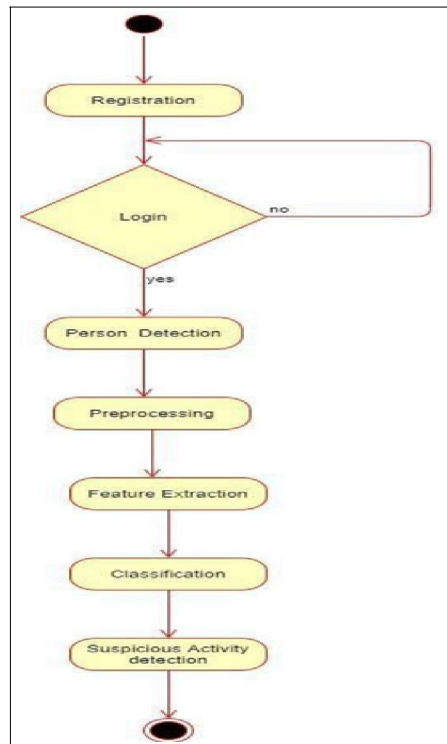 Registration
Login
no
yes
Person Detection
Preprocessing
Feature Extraction
Classification
Suspicious Activity
detection